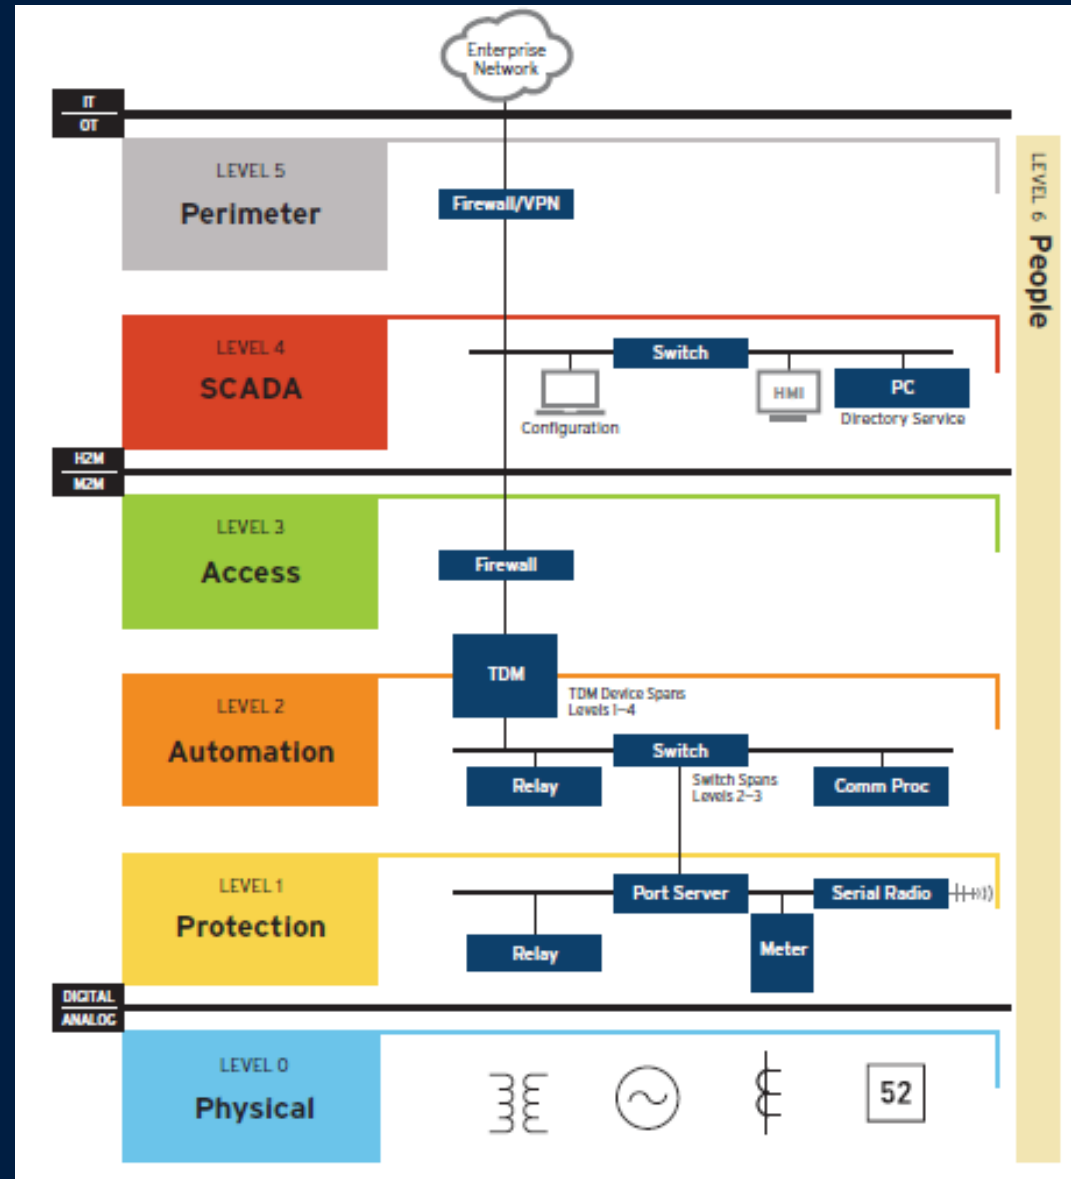 Enterprise
Network
IT
OT
LEVEL 5
Perimeter
Firewall/VPN
LEVEL 6 People
LEVEL 4
SCADA
Switch
HMI
PC
Configuration
Directory Service
H2M
M2M
LEVEL 3
Access
Firewall
TDM
TDM Device Spans
Levels 1–4
LEVEL 2
Automation
Switch
Relay
Switch Spans
Levels 2–3
Comm Proc
LEVEL 1
Protection
Port Server
Serial Radio
Relay
Meter
DIGITAL
ANALOG
LEVEL 0
Physical
52